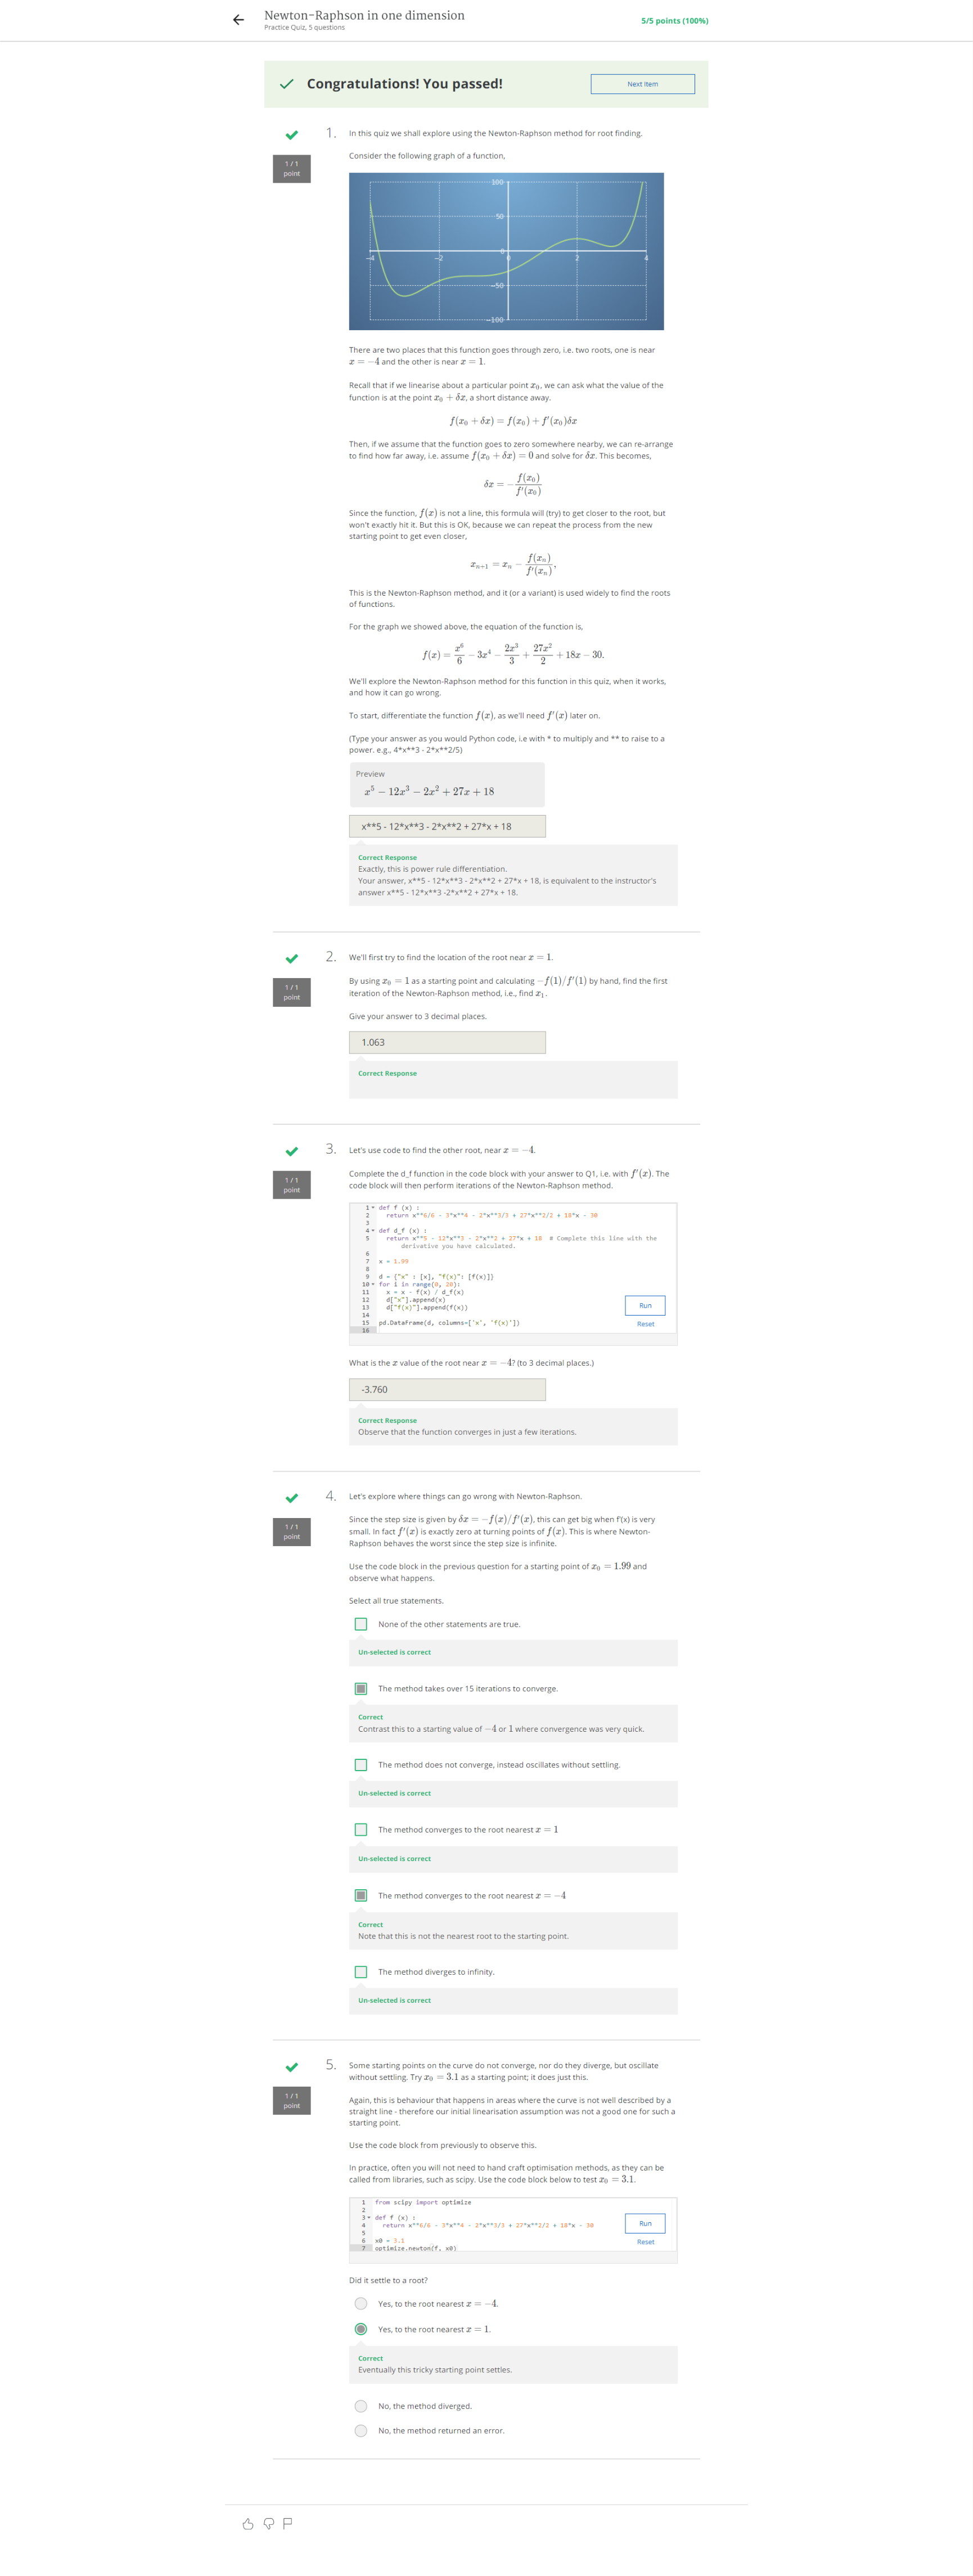 Newton-Raphson in one dimension
Practice Quiz, 5 questions
5/5 points (100%)
Congratulations! You passed!
Next Item
1/1
point
1.
In this quiz we shall explore using the Newton-Raphson method for root finding.
Consider the following graph of a function,
100
50
0
-4
-2
0
2
4
-50
-100
There are two places that this function goes through zero, i.e. two roots, one is near
x = −4 and the other is near x = 1.
Recall that if we linearise about a particular point x₀, we can ask what the value of the
function is at the point x₀ + δx, a short distance away.
f(x₀ + δx) = f(x₀) + f′(x₀)δx
Then, if we assume that the function goes to zero somewhere nearby, we can re-arrange
to find how far away, i.e. assume f(x₀ + δx) = 0 and solve for δx. This becomes,
δx = − f(x₀) / f′(x₀)
Since the function, f(x) is not a line, this formula will (try) to get closer to the root, but
won't exactly hit it. But this is OK, because we can repeat the process from the new
starting point to get even closer,
xₙ₊₁ = xₙ − f(xₙ) / f′(xₙ),
This is the Newton-Raphson method, and it (or a variant) is used widely to find the roots
of functions.
For the graph we showed above, the equation of the function is,
f(x) = x⁶/6 − 3x⁴ − 2x³/3 + 27x²/2 + 18x − 30.
We'll explore the Newton-Raphson method for this function in this quiz, when it works,
and how it can go wrong.
To start, differentiate the function f(x), as we'll need f′(x) later on.
(Type your answer as you would Python code, i.e with * to multiply and ** to raise to a
power. e.g., 4*x**3 - 2*x**2/5)
Preview
x⁵ − 12x³ − 2x² + 27x + 18
x**5 - 12*x**3 - 2*x**2 + 27*x + 18
Correct Response
Exactly, this is power rule differentiation.
Your answer, x**5 - 12*x**3 - 2*x**2 + 27*x + 18, is equivalent to the instructor's
answer x**5 - 12*x**3 -2*x**2 + 27*x + 18.
1/1
point
2.
We'll first try to find the location of the root near x = 1.
By using x₀ = 1 as a starting point and calculating −f(1)/f′(1) by hand, find the first
iteration of the Newton-Raphson method, i.e., find x₁.
Give your answer to 3 decimal places.
1.063
Correct Response
1/1
point
3.
Let's use code to find the other root, near x = −4.
Complete the d_f function in the code block with your answer to Q1, i.e. with f′(x). The
code block will then perform iterations of the Newton-Raphson method.
1 def f (x) :
2 return x**6/6 - 3*x**4 - 2*x**3/3 + 27*x**2/2 + 18*x - 30
3
4 def d_f (x) :
5 return x**5 - 12*x**3 - 2*x**2 + 27*x + 18 # Complete this line with the
derivative you have calculated.
6
7 x = 1.99
8
9 d = {"x" : [x], "f(x)": [f(x)]}
10 for i in range(0, 20):
11 x = x - f(x) / d_f(x)
12 d["x"].append(x)
13 d["f(x)"].append(f(x))
14
15 pd.DataFrame(d, columns=['x', 'f(x)'])
16
Run
Reset
What is the x value of the root near x = −4? (to 3 decimal places.)
-3.760
Correct Response
Observe that the function converges in just a few iterations.
1/1
point
4.
Let's explore where things can go wrong with Newton-Raphson.
Since the step size is given by δx = −f(x)/f′(x), this can get big when f'(x) is very
small. In fact f′(x) is exactly zero at turning points of f(x). This is where Newton-
Raphson behaves the worst since the step size is infinite.
Use the code block in the previous question for a starting point of x₀ = 1.99 and
observe what happens.
Select all true statements.
None of the other statements are true.
Un-selected is correct
The method takes over 15 iterations to converge.
Correct
Contrast this to a starting value of −4 or 1 where convergence was very quick.
The method does not converge, instead oscillates without settling.
Un-selected is correct
The method converges to the root nearest x = 1
Un-selected is correct
The method converges to the root nearest x = −4
Correct
Note that this is not the nearest root to the starting point.
The method diverges to infinity.
Un-selected is correct
1/1
point
5.
Some starting points on the curve do not converge, nor do they diverge, but oscillate
without settling. Try x₀ = 3.1 as a starting point; it does just this.
Again, this is behaviour that happens in areas where the curve is not well described by a
straight line - therefore our initial linearisation assumption was not a good one for such a
starting point.
Use the code block from previously to observe this.
In practice, often you will not need to hand craft optimisation methods, as they can be
called from libraries, such as scipy. Use the code block below to test x₀ = 3.1.
1 from scipy import optimize
2
3 def f (x) :
4 return x**6/6 - 3*x**4 - 2*x**3/3 + 27*x**2/2 + 18*x - 30
5
6 x0 = 3.1
7 optimize.newton(f, x0)
Run
Reset
Did it settle to a root?
Yes, to the root nearest x = −4.
Yes, to the root nearest x = 1.
Correct
Eventually this tricky starting point settles.
No, the method diverged.
No, the method returned an error.